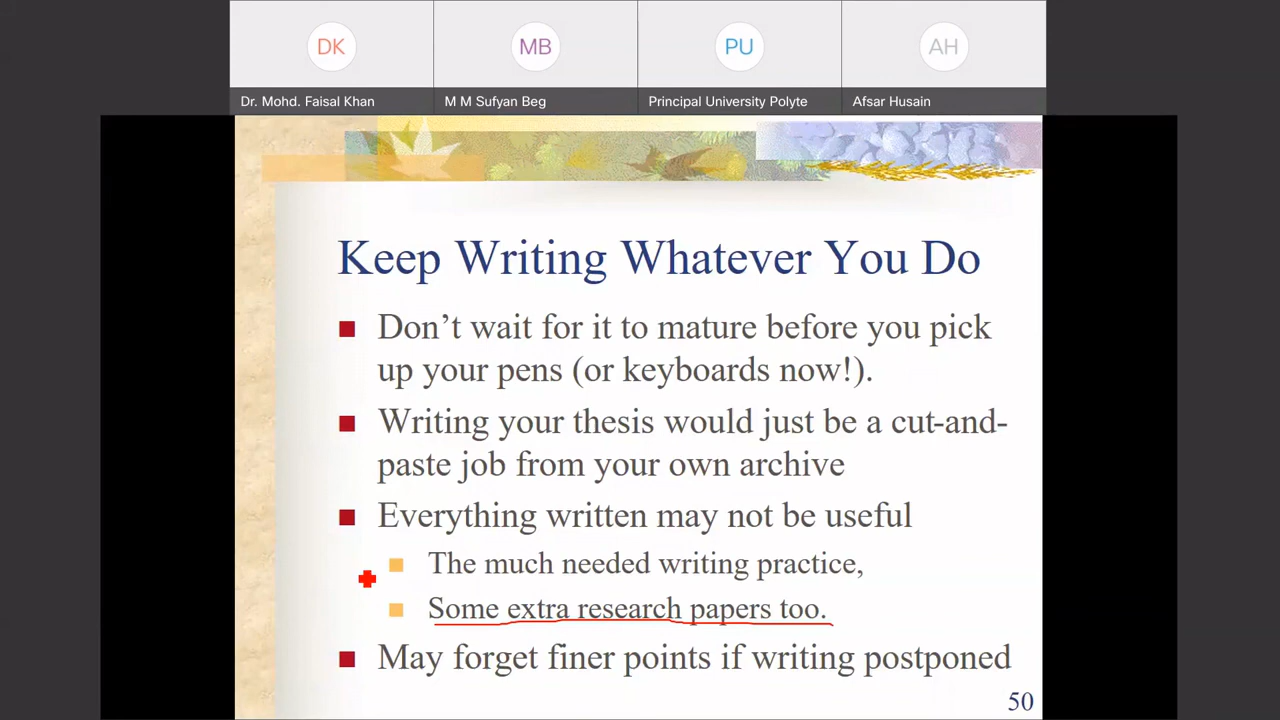 DK
MB
PU
AH
Dr. Mohd. Faisal Khan
M M Sufyan Beg
Principal University Polyte
Afsar Husain
Keep Writing Whatever You Do
Don’t wait for it to mature before you pick
up your pens (or keyboards now!).
Writing your thesis would just be a cut-and-
paste job from your own archive
Everything written may not be useful
The much needed writing practice,
Some extra research papers too.
May forget finer points if writing postponed
50